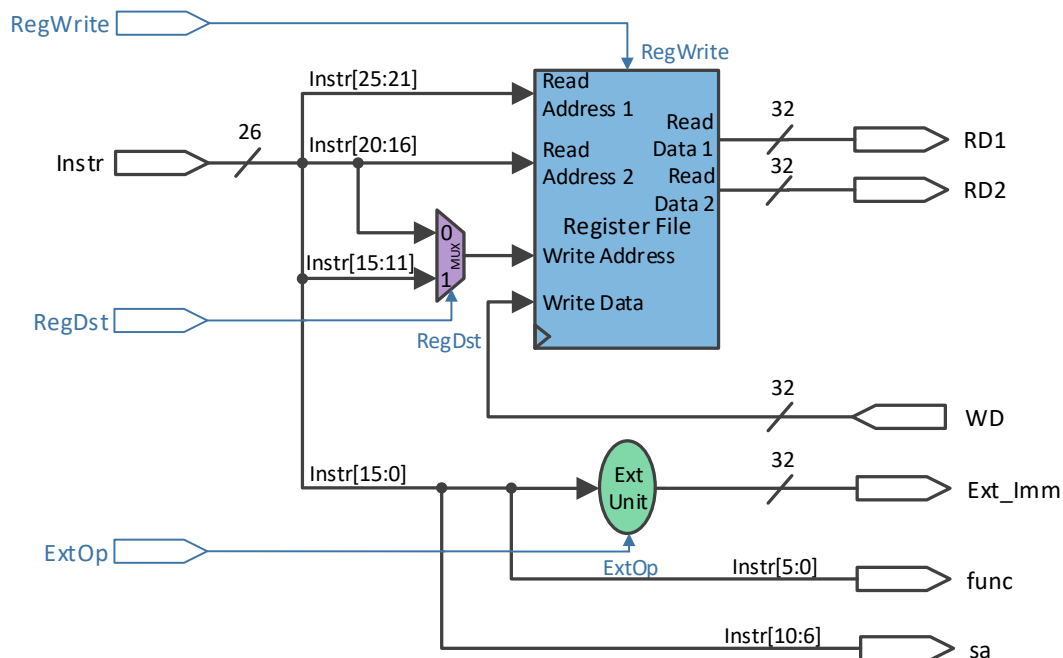 RegWrite
RegWrite
Instr[25:21]
Read
Address 1
26
Instr
Instr[20:16]
Read
Address 2
Read
Data 1
32
RD1
Read
Data 2
32
RD2
Register File
0
MUX
1
Instr[15:11]
Write Address
Write Data
RegDst
RegDst
32
WD
Instr[15:0]
Ext
Unit
32
Ext_Imm
ExtOp
ExtOp
Instr[5:0]
func
Instr[10:6]
sa